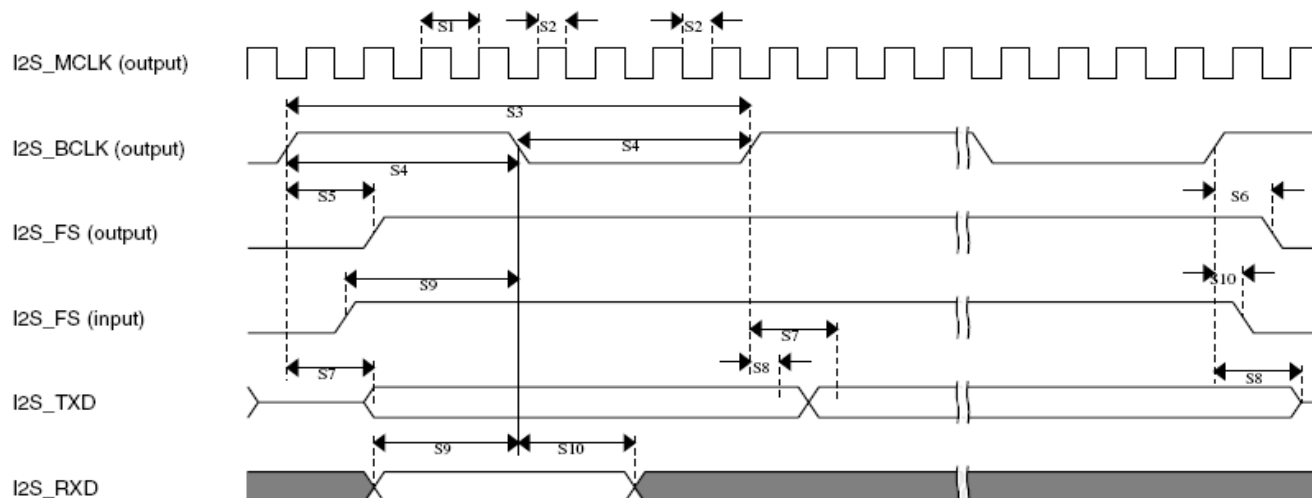 S1 S2 S2
I2S_MCLK (output)
S3
I2S_BCLK (output)
S4
S4
S5 S6
I2S_FS (output)
S9 S10
I2S_FS (input)
S7
S7 S8 S8
I2S_TXD
S9 S10
I2S_RXD